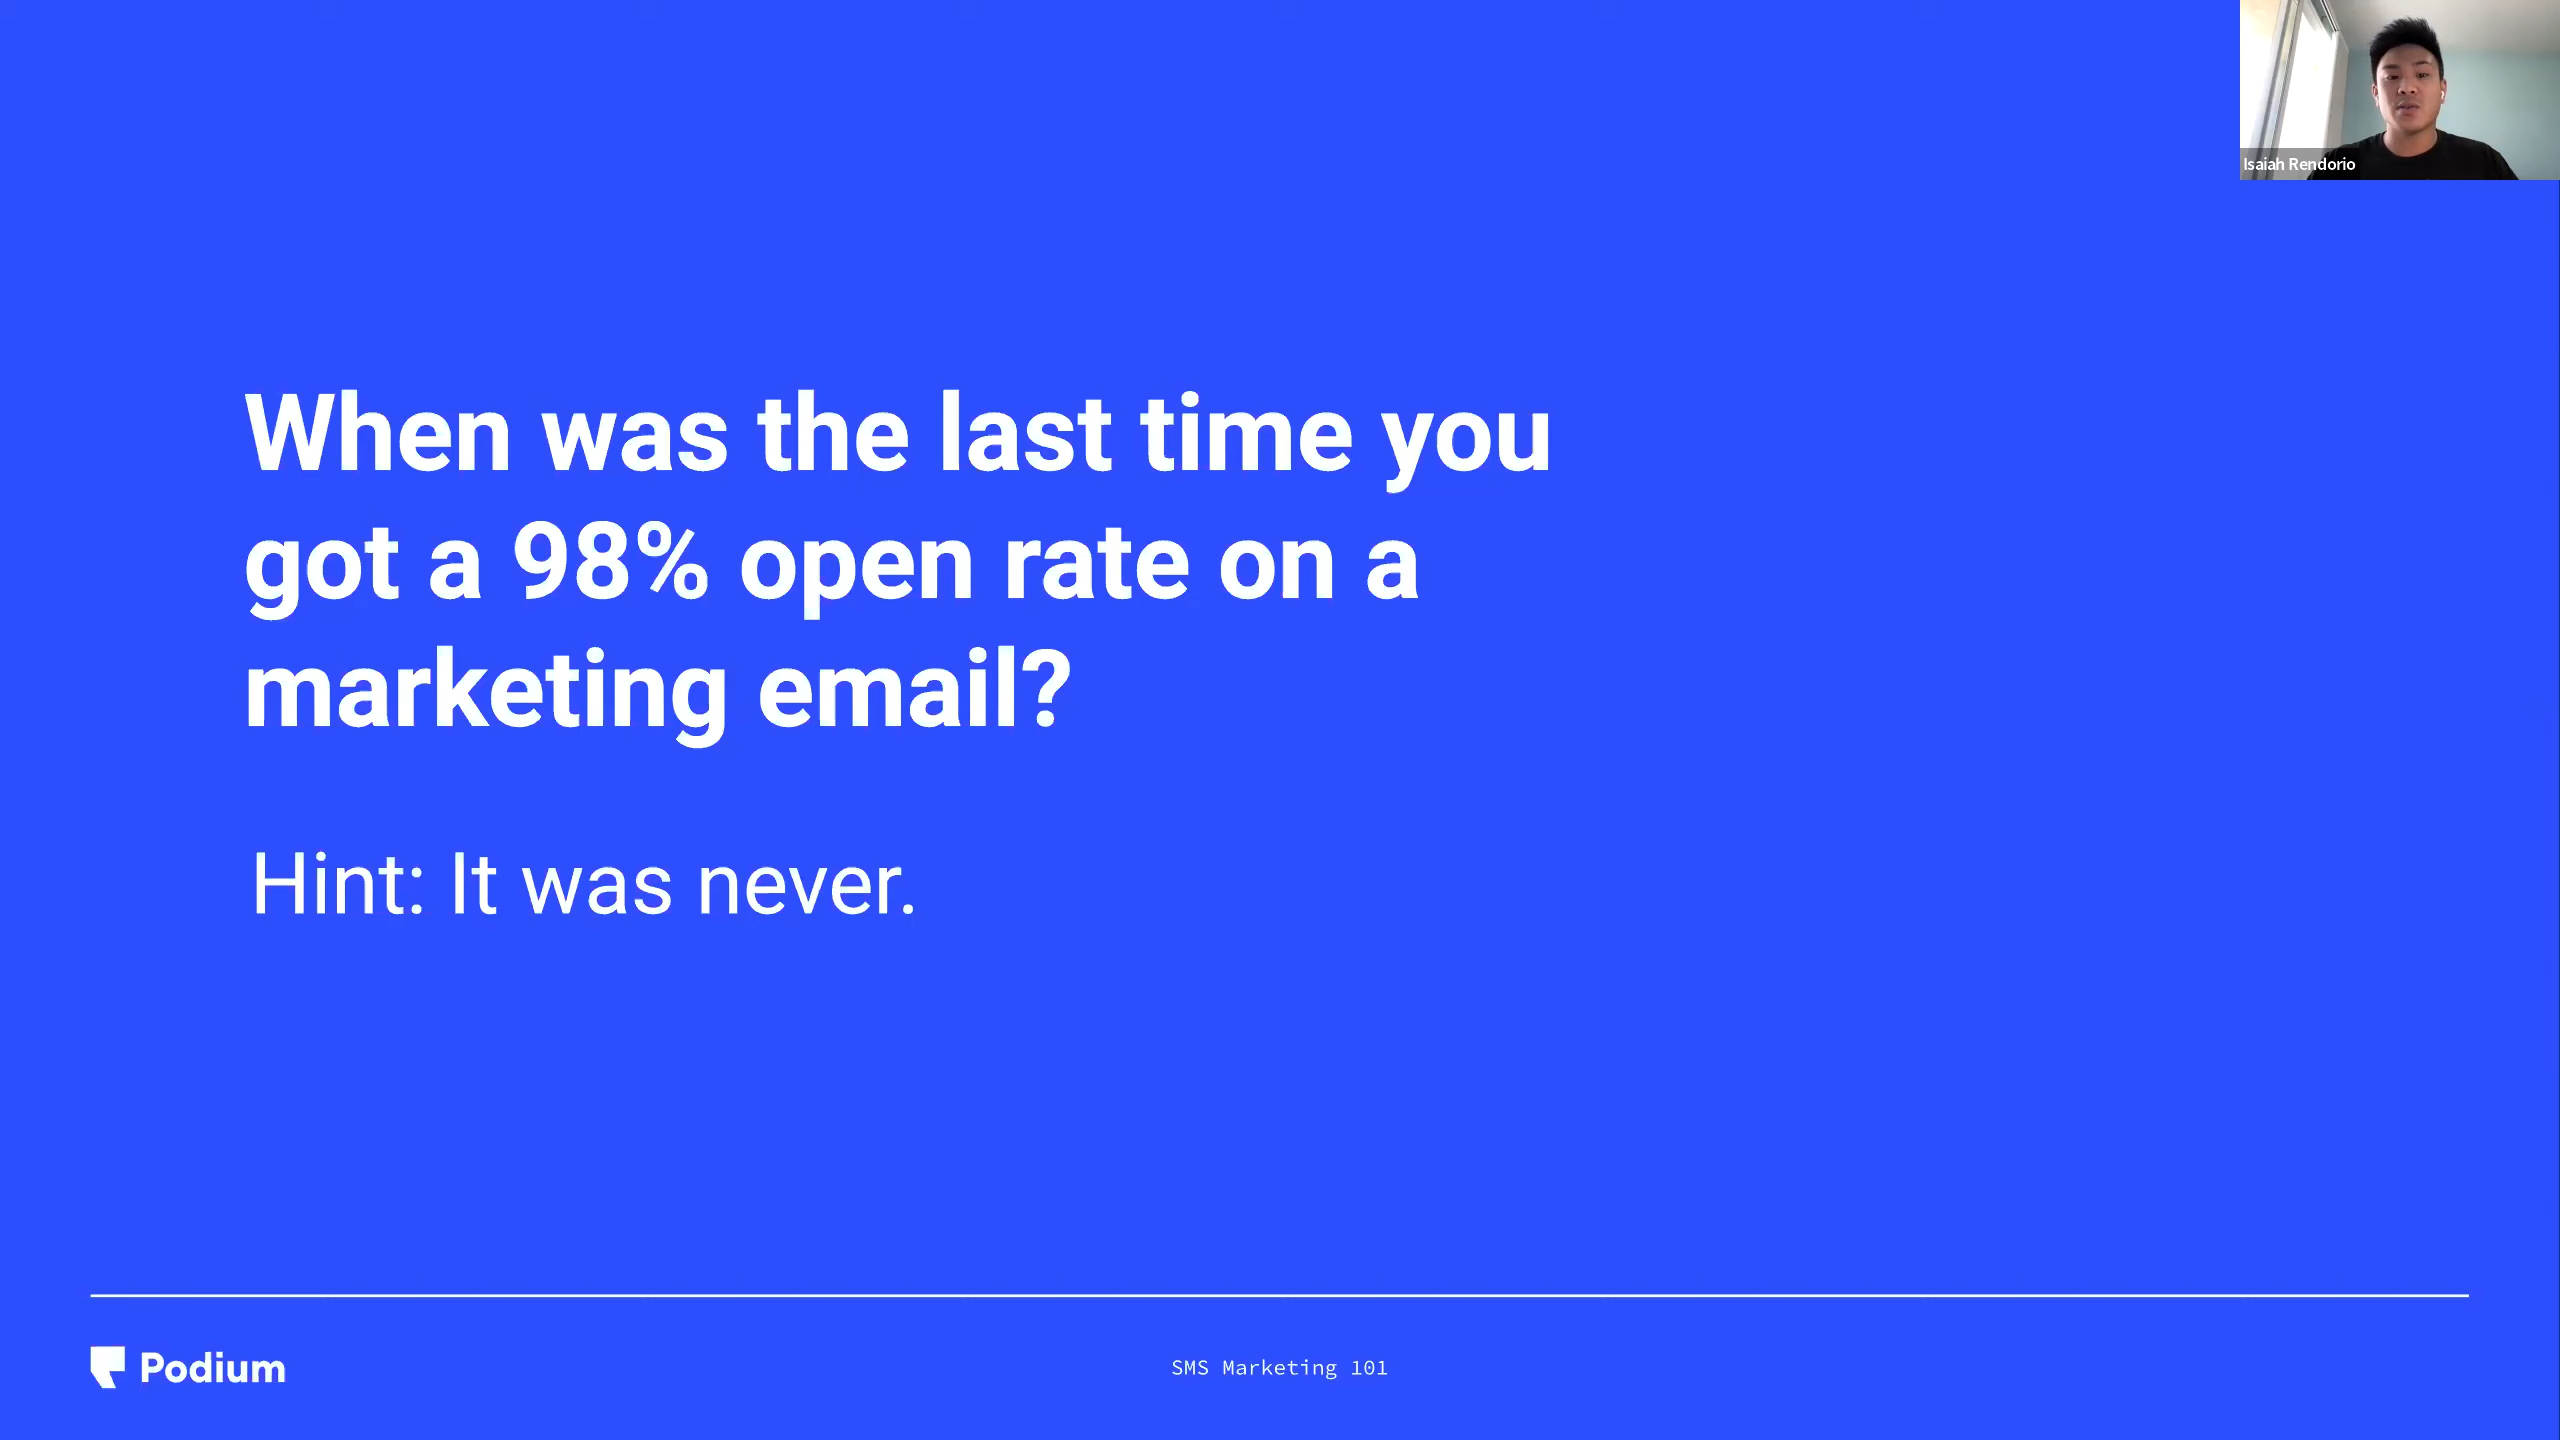 Isaiah Rendorio
When was the last time you
got a 98% open rate on a
marketing email?
Hint: It was never.
Podium
SMS Marketing 101